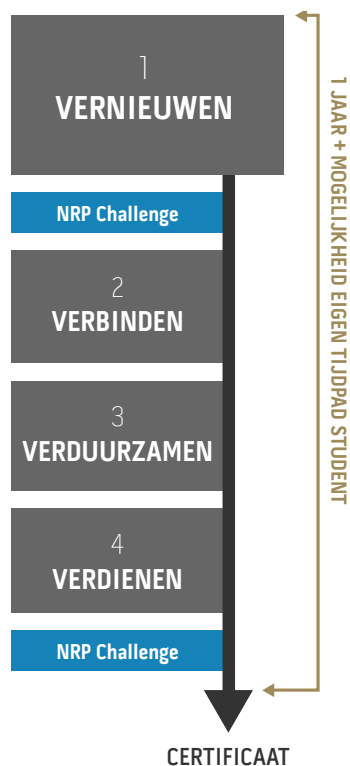 1
VERNIEUWEN
NRP Challenge
2
VERBINDEN
3
VERDUURZAMEN
4
VERDIENEN
NRP Challenge
CERTIFICAAT
1 JAAR + MOGELIJKHEID EIGEN TIJDPAD STUDENT